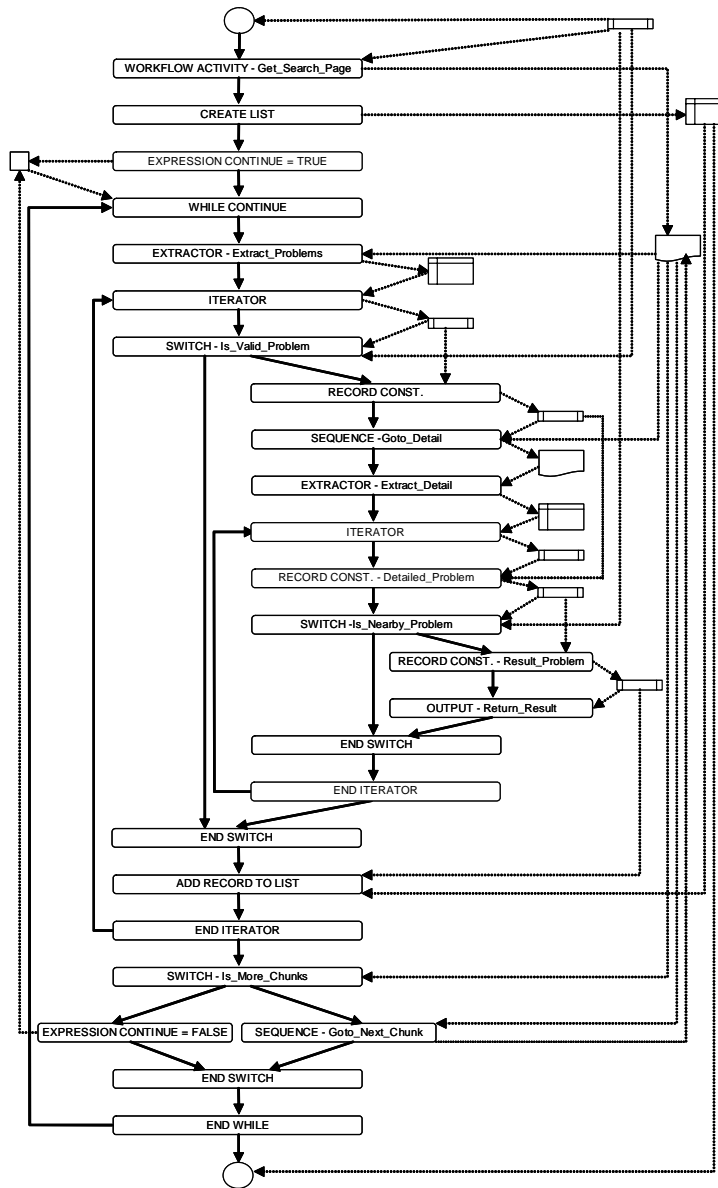 WORKFLOW ACTIVITY - Get_Search_Page
CREATE LIST
EXPRESSION CONTINUE = TRUE
WHILE CONTINUE
EXTRACTOR - Extract_Problems
ITERATOR
SWITCH - Is_Valid_Problem
RECORD CONST.
SEQUENCE -Goto_Detail
EXTRACTOR - Extract_Detail
ITERATOR
RECORD CONST. - Detailed_Problem
SWITCH -Is_Nearby_Problem
RECORD CONST. - Result_Problem
OUTPUT - Return_Result
END SWITCH
END ITERATOR
END SWITCH
ADD RECORD TO LIST
END ITERATOR
SWITCH - Is_More_Chunks
EXPRESSION CONTINUE = FALSE
SEQUENCE - Goto_Next_Chunk
END SWITCH
END WHILE